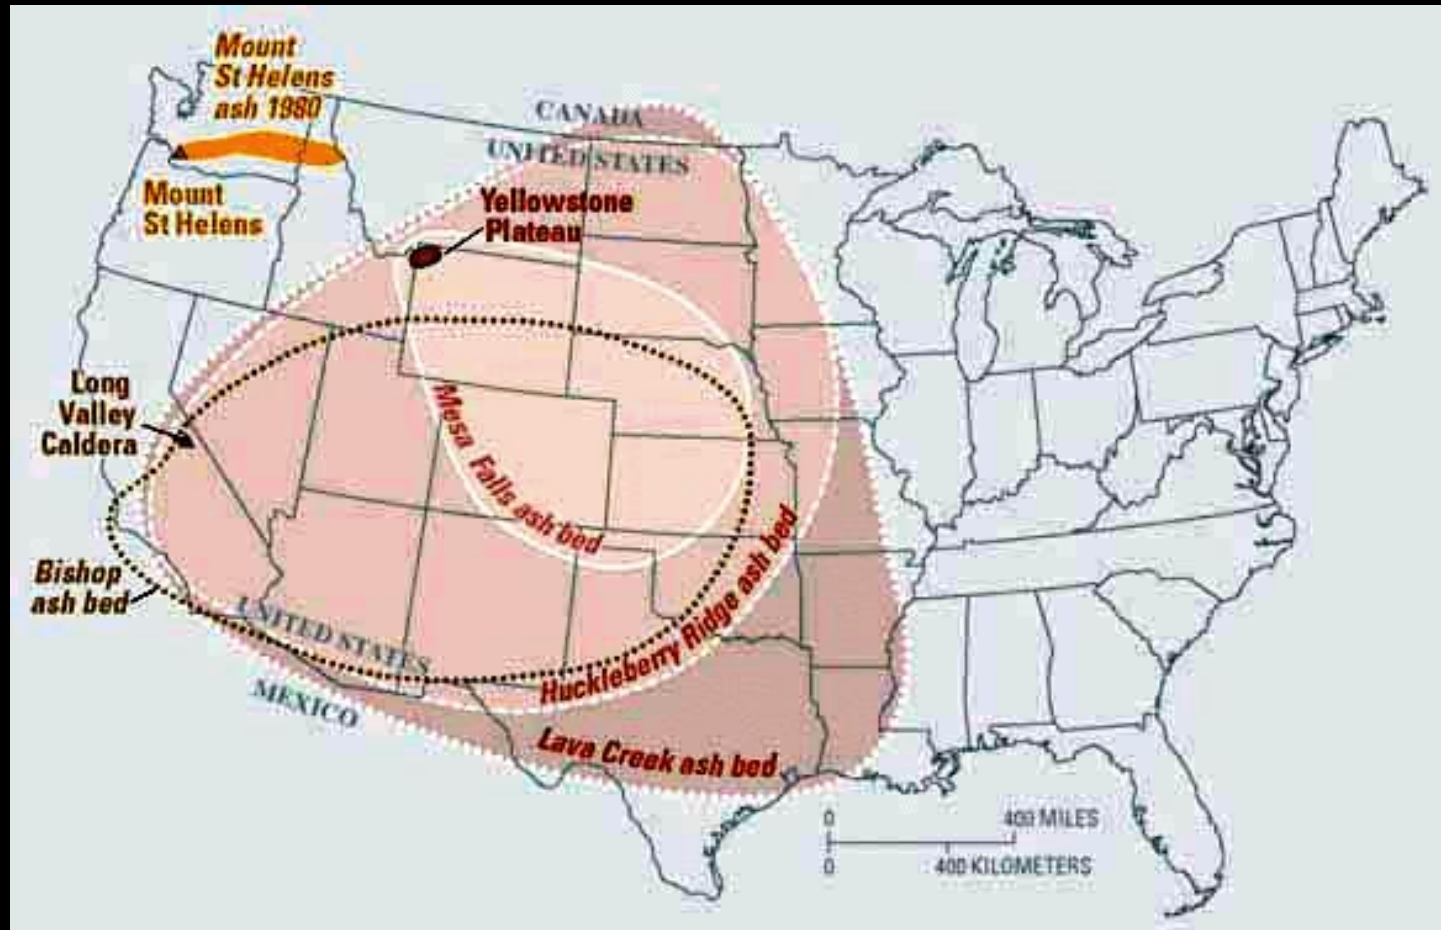 Mount
St Helens
ash 1980
CANADA
UNITED STATES
Mount
St Helens
Yellowstone
Plateau
Long
Valley
Caldera
Mesa Falls ash bed
Bishop
ash bed
Huckleberry Ridge ash bed
UNITED STATES
MEXICO
Lava Creek ash bed
0 400 MILES
0 400 KILOMETERS